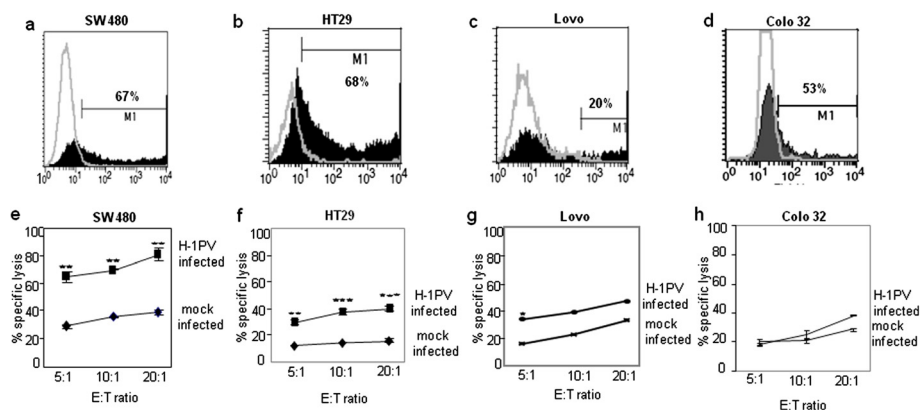 a SW 480
67%
M1
10⁰ 10¹ 10² 10³ 10⁴
b HT29
M1
68%
10⁰ 10¹ 10² 10³ 10⁴
c Lovo
20%
M1
10⁰ 10¹ 10² 10³ 10⁴
d Colo 32
53%
M1
10⁰ 10¹ 10² 10³ 10⁴
e SW 480
% specific lysis
100
80
60
40
20
0
**
**
**
H-1PV
infected
mock
infected
5:1 10:1 20:1
E:T ratio
f HT29
% specific lysis
100
80
60
40
20
0
**
***
***
H-1PV
infected
mock
infected
5:1 10:1 20:1
E:T ratio
g Lovo
% specific lysis
100
80
60
40
20
0
*
H-1PV
infected
mock
infected
5:1 10:1 20:1
E:T ratio
h Colo 32
% specific lysis
100
80
60
40
20
0
H-1PV
infected
mock
infected
5:1 10:1 20:1
E:T ratio